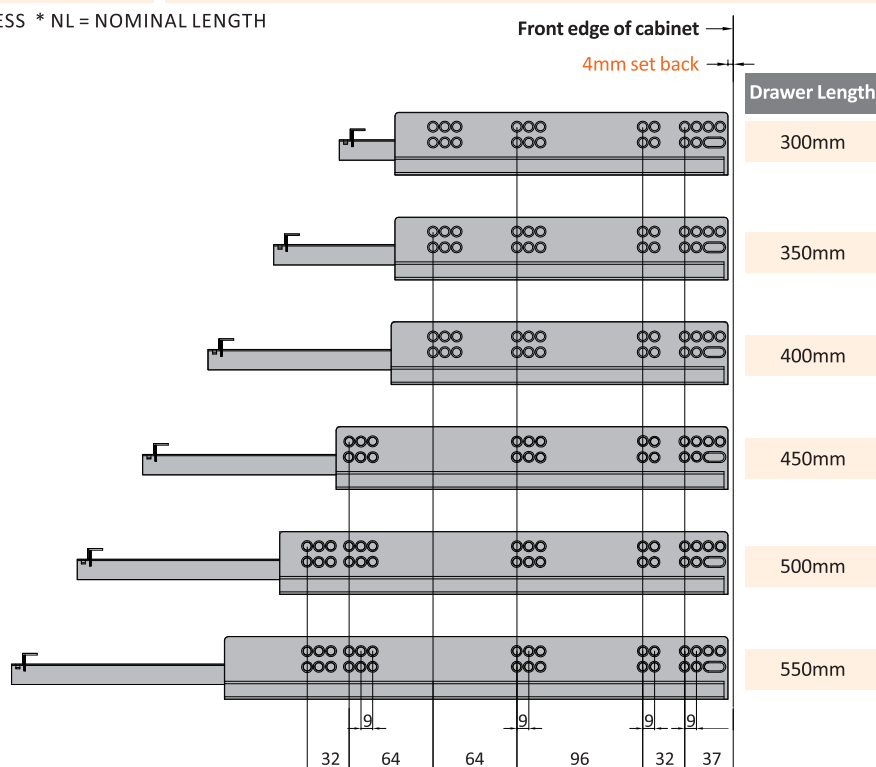 ESS * NL = NOMINAL LENGTH
Front edge of cabinet
4mm set back
Drawer Length
300mm
350mm
400mm
450mm
500mm
550mm
9 9 9 9
32 64 64 96 32 37